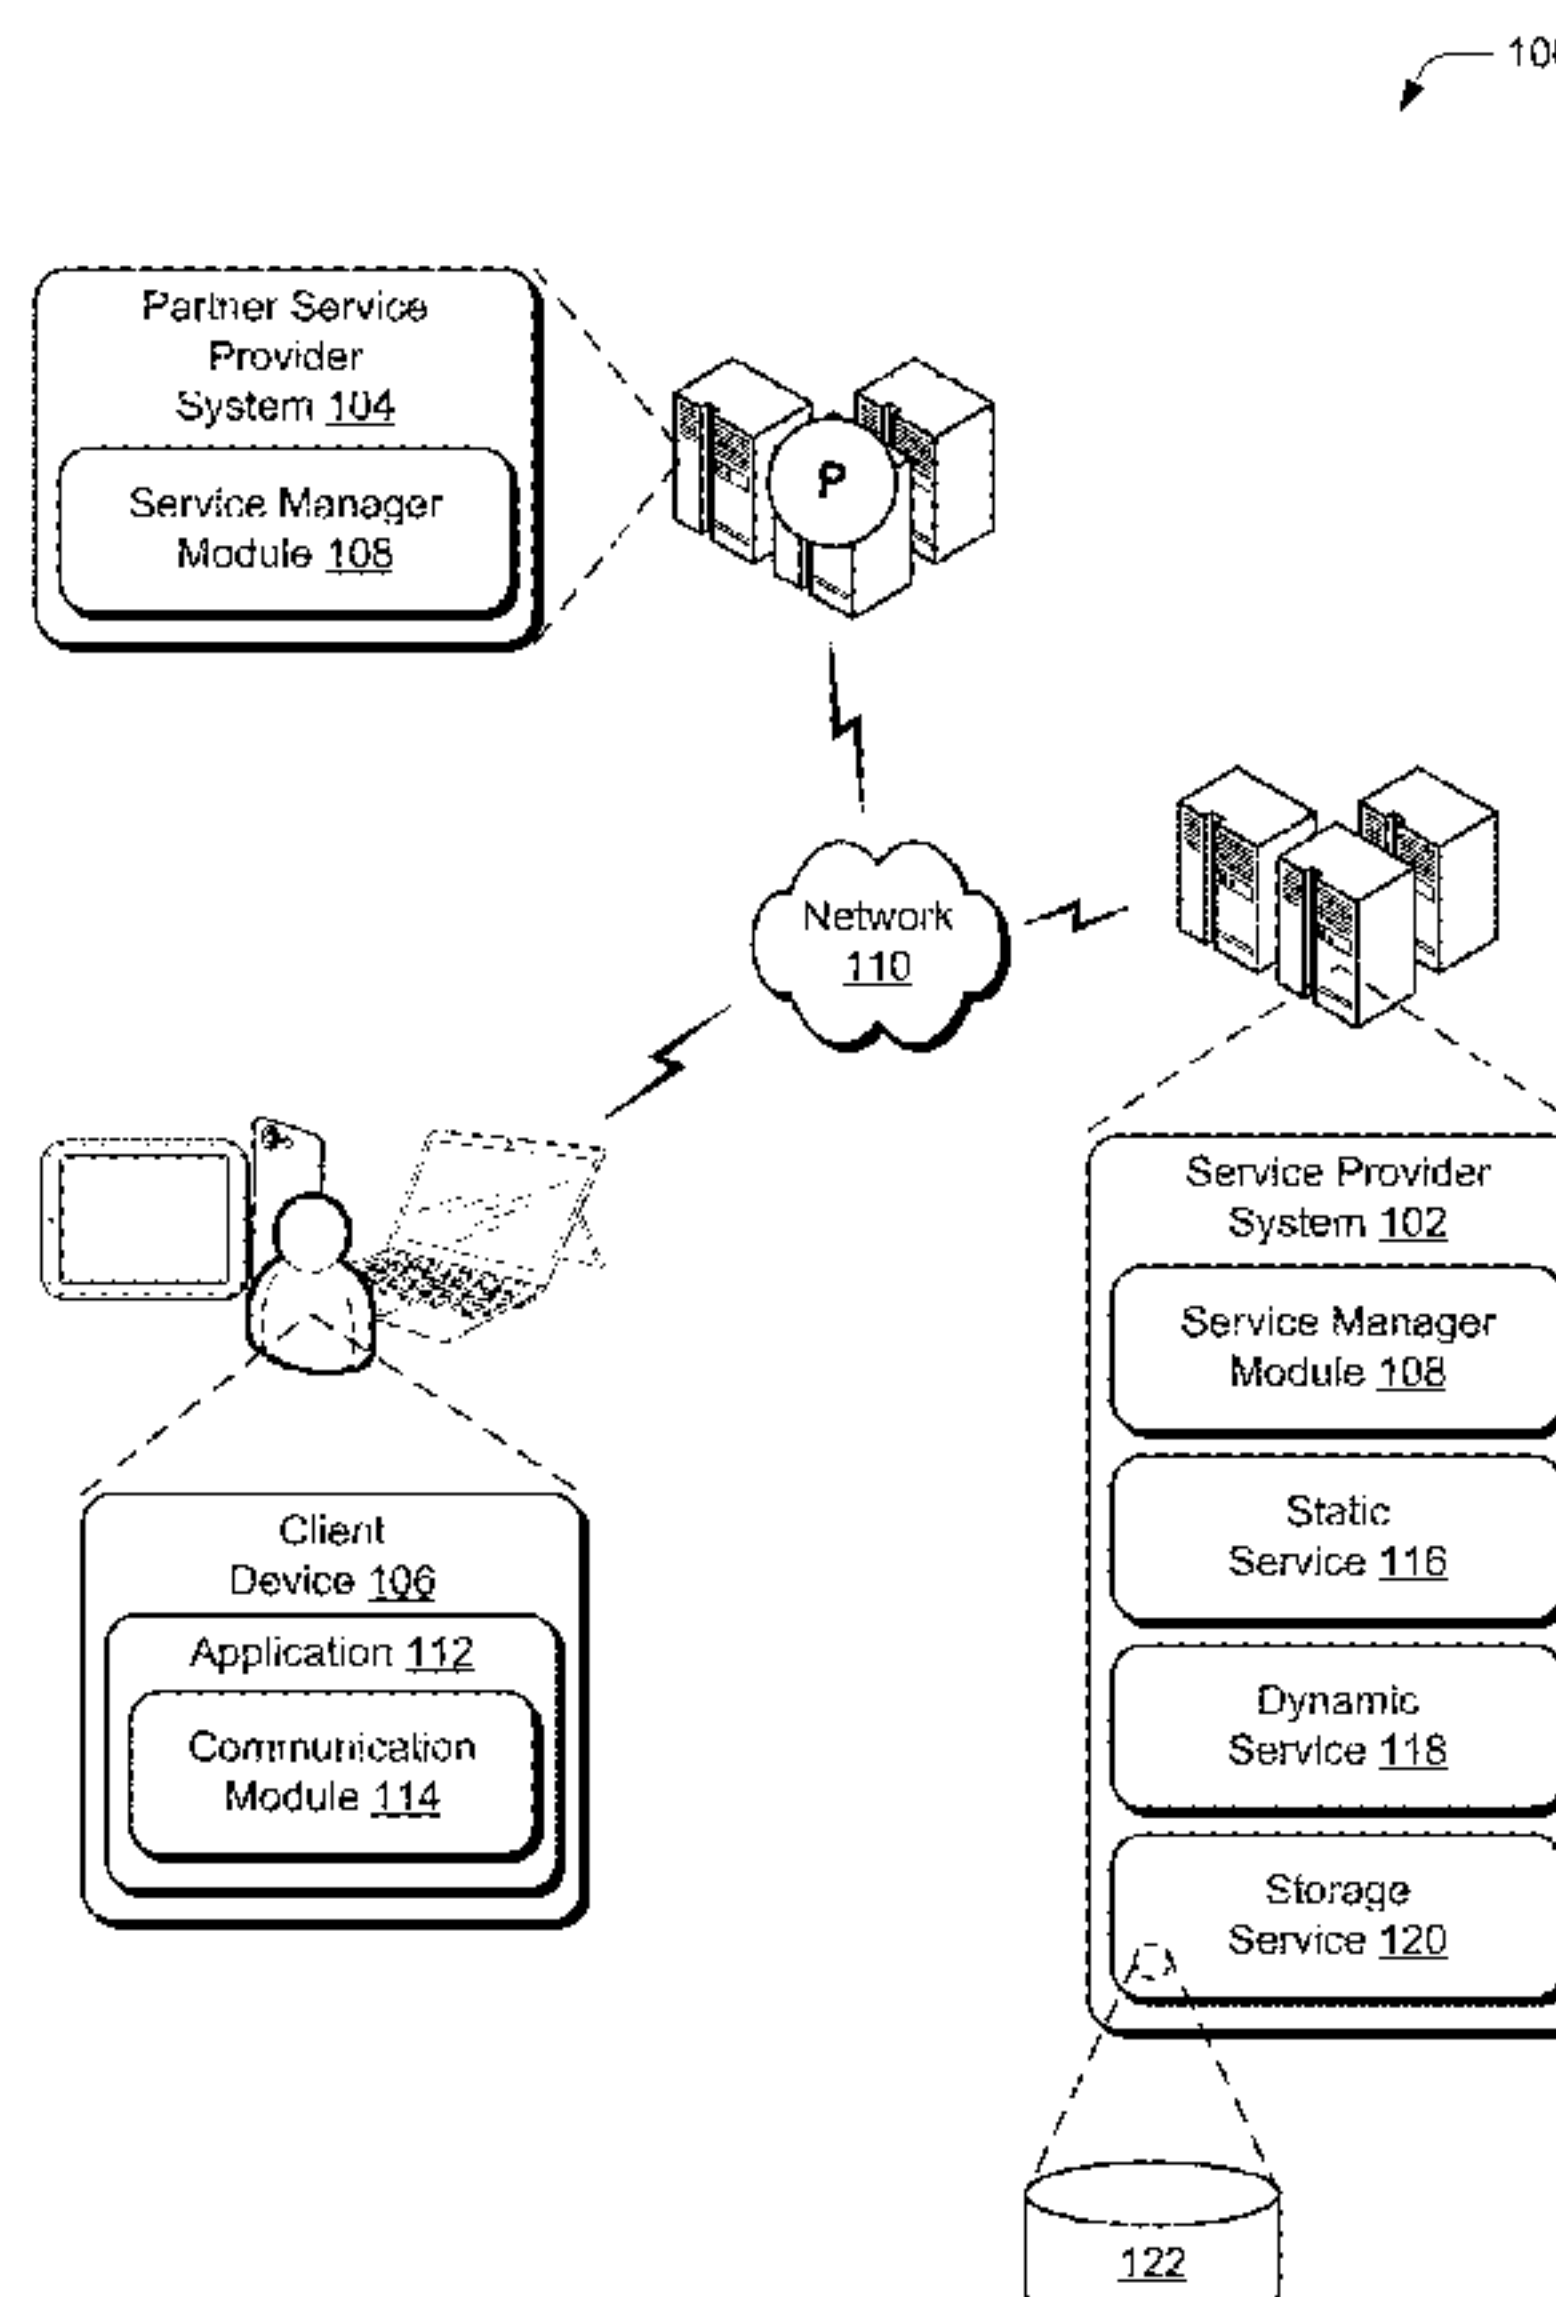 Partner Service
Provider
System 104
Service Manager
Module 108
P
Network
110
Service Provider
System 102
Service Manager
Module 108
Static
Service 116
Dynamic
Service 118
Storage
Service 120
Client
Device 106
Application 112
Communication
Module 114
122